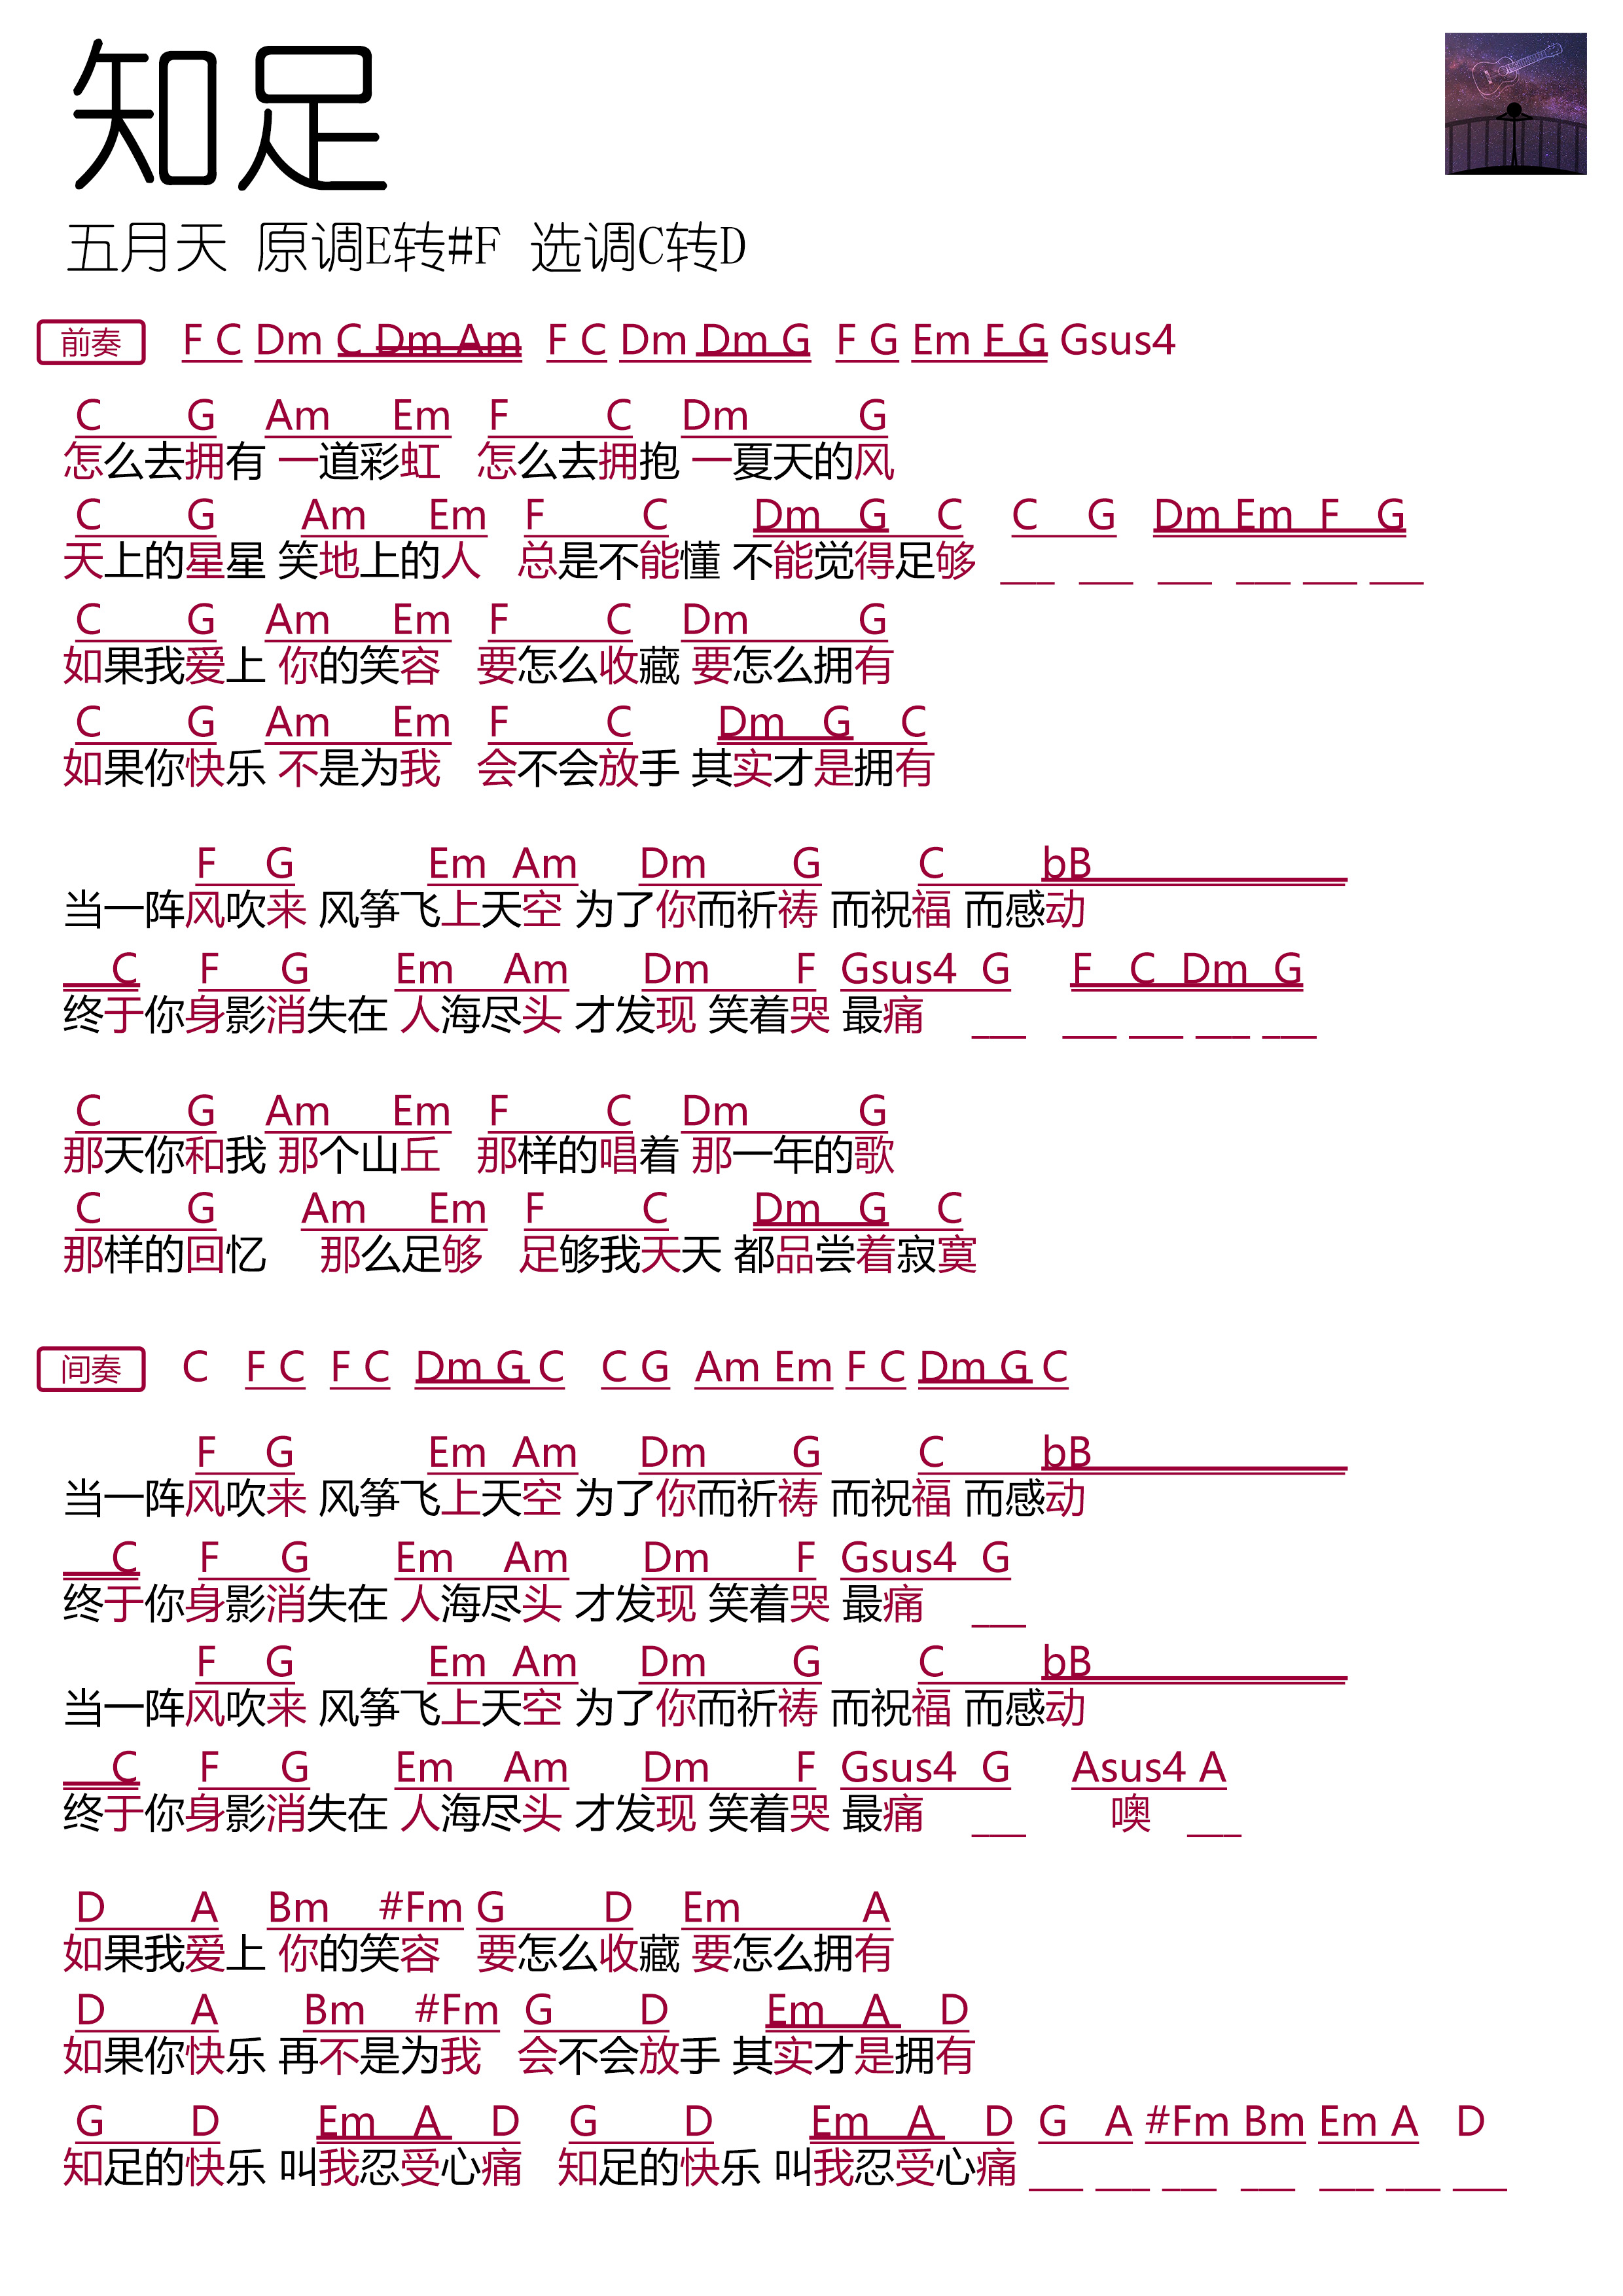 知足
五月天 原调E转#F 选调C转D
前奏 F C Dm C Dm Am F C Dm Dm G F G Em F G Gsus4
C G Am Em F C Dm G
怎么去拥有 一道彩虹 怎么去拥抱 一夏天的风
C G Am Em F C Dm G C C G Dm Em F G
天上的星星 笑地上的人 总是不能懂 不能觉得足够 ___ ___ ___ ___ ___ ___
C G Am Em F C Dm G
如果我爱上 你的笑容 要怎么收藏 要怎么拥有
C G Am Em F C Dm G C
如果你快乐 不是为我 会不会放手 其实才是拥有
F G Em Am Dm G C bB
当一阵风吹来 风筝飞上天空 为了你而祈祷 而祝福 而感动
C F G Em Am Dm F Gsus4 G F C Dm G
终于你身影消失在 人海尽头 才发现 笑着哭 最痛 ___ ___ ___ ___ ___
C G Am Em F C Dm G
那天你和我 那个山丘 那样的唱着 那一年的歌
C G Am Em F C Dm G C
那样的回忆 那么足够 足够我天天 都品尝着寂寞
间奏 C F C F C Dm G C C G Am Em F C Dm G C
F G Em Am Dm G C bB
当一阵风吹来 风筝飞上天空 为了你而祈祷 而祝福 而感动
C F G Em Am Dm F Gsus4 G
终于你身影消失在 人海尽头 才发现 笑着哭 最痛 ___
F G Em Am Dm G C bB
当一阵风吹来 风筝飞上天空 为了你而祈祷 而祝福 而感动
C F G Em Am Dm F Gsus4 G Asus4 A
终于你身影消失在 人海尽头 才发现 笑着哭 最痛 ___ 噢 ___
D A Bm #Fm G D Em A
如果我爱上 你的笑容 要怎么收藏 要怎么拥有
D A Bm #Fm G D Em A D
如果你快乐 再不是为我 会不会放手 其实才是拥有
G D Em A D G D Em A D G A #Fm Bm Em A D
知足的快乐 叫我忍受心痛 知足的快乐 叫我忍受心痛 ___ ___ ___ ___ ___ ___ ___